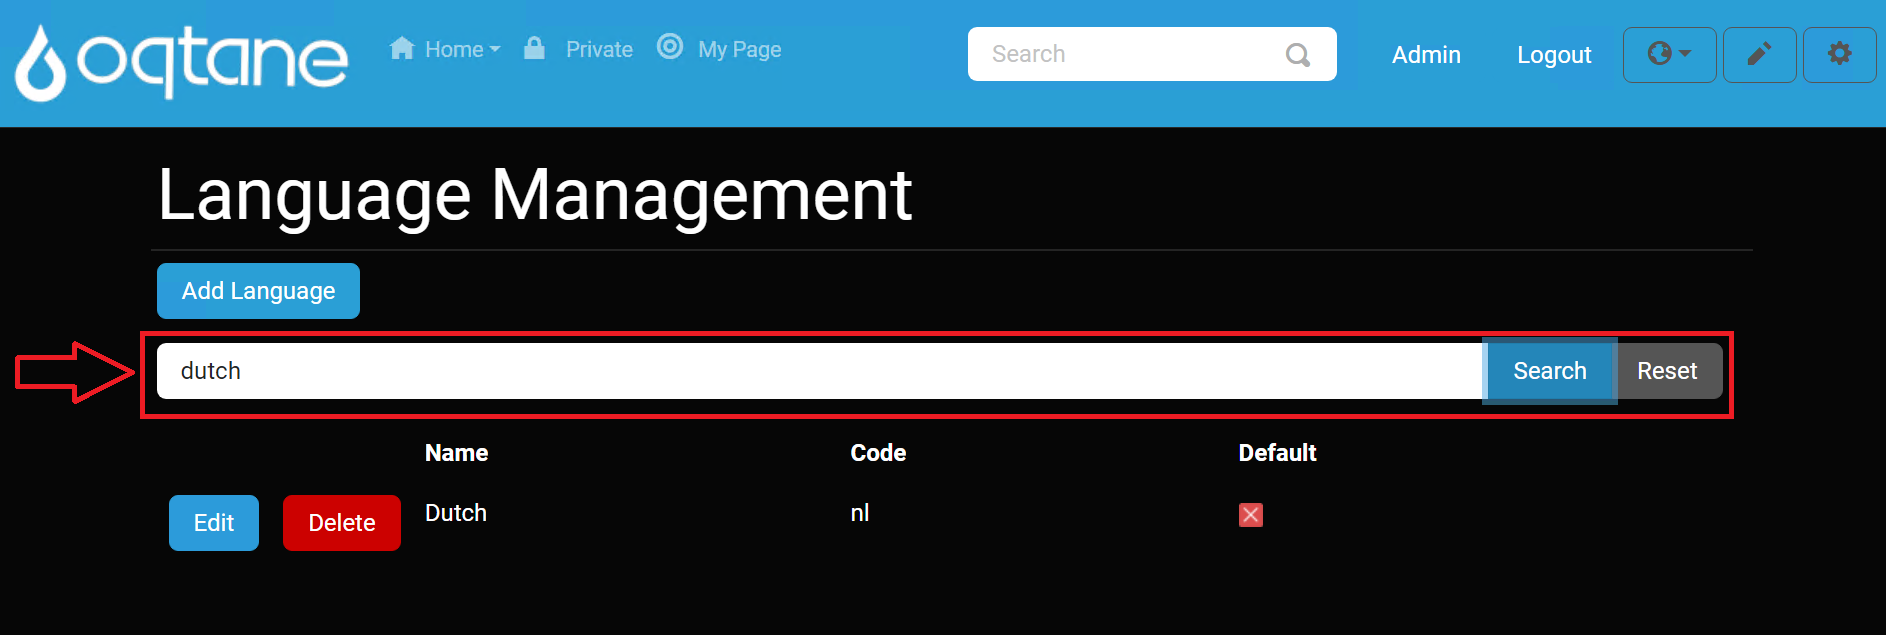 oqtane Home Private My Page Search Admin Logout
Language Management
Add Language
dutch Search Reset
Name Code Default
Edit Delete Dutch nl